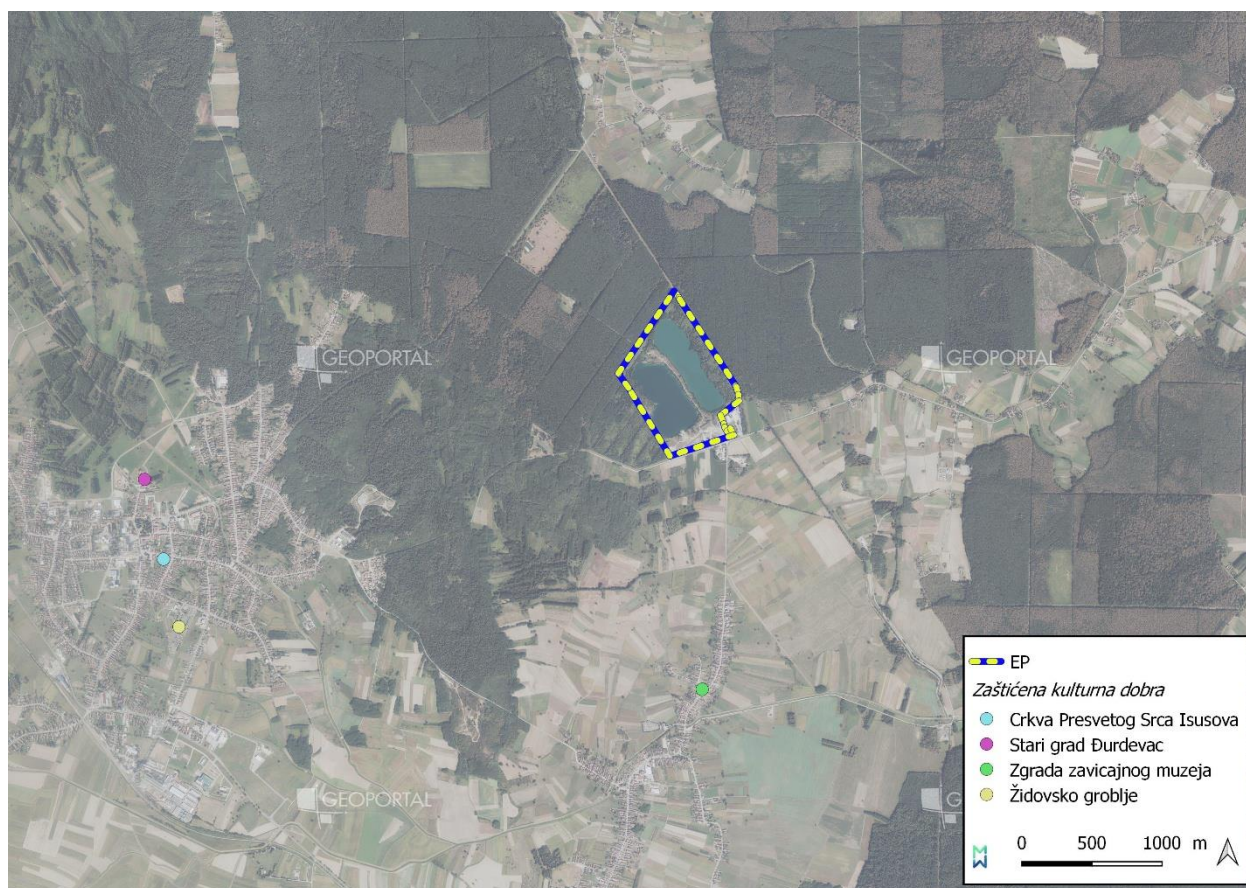 GEOPORTAL
GEOPORTAL
EP
Zaštićena kulturna dobra
Crkva Presvetog Srca Isusova
Stari grad Đurđevac
Zgrada zavicajnog muzeja
Židovsko groblje
GEOPORTAL
GEOP
0 500 1000 m